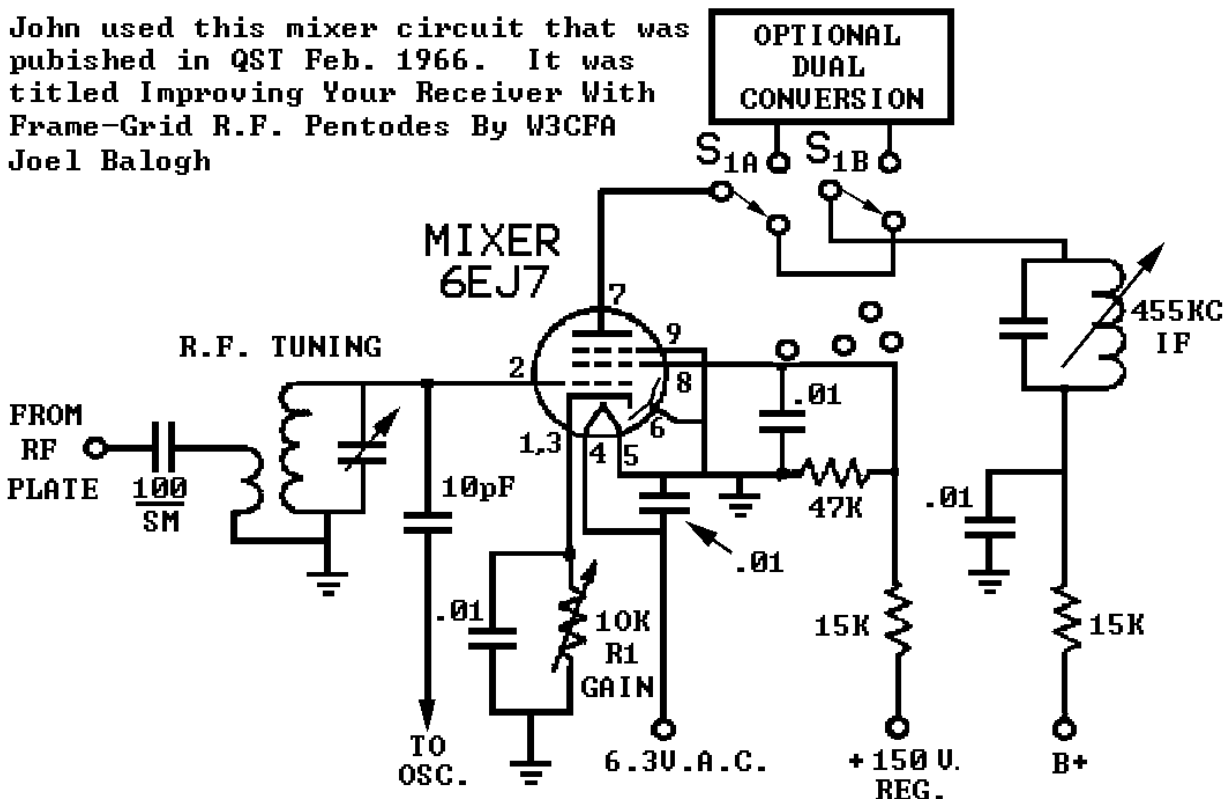 John used this mixer circuit that was
pubished in QST Feb. 1966. It was
titled Improving Your Receiver With
Frame-Grid R.F. Pentodes By W3CFA
Joel Balogh
OPTIONAL
DUAL
CONVERSION
S1A
S1B
MIXER
6EJ7
7
9
2
8
6
1,3
4
5
R.F. TUNING
455KC
IF
FROM
RF
PLATE
100
SM
10pF
.01
47K
.01
.01
.01
10K
R1
GAIN
15K
15K
TO
OSC.
6.3V.A.C.
+150 V.
REG.
B+